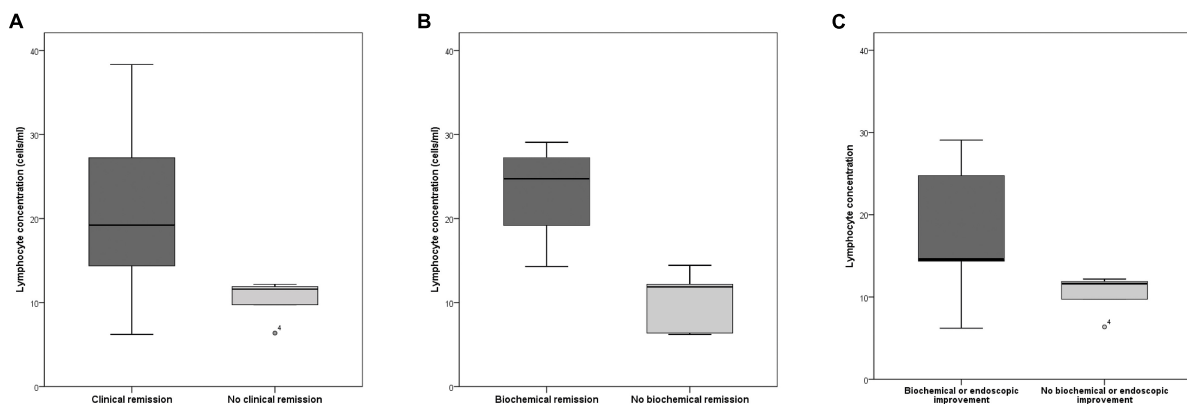 A
Lymphocyte concentration (cells/ml)
40
30
20
10
0
4
Clinical remission
No clinical remission
B
Lymphocyte concentration (cells/ml)
40
30
20
10
0
Biochemical remission
No biochemical remission
C
Lymphocyte concentration
40
30
20
10
0
4
Biochemical or endoscopic
improvement
No biochemical or endoscopic
improvement